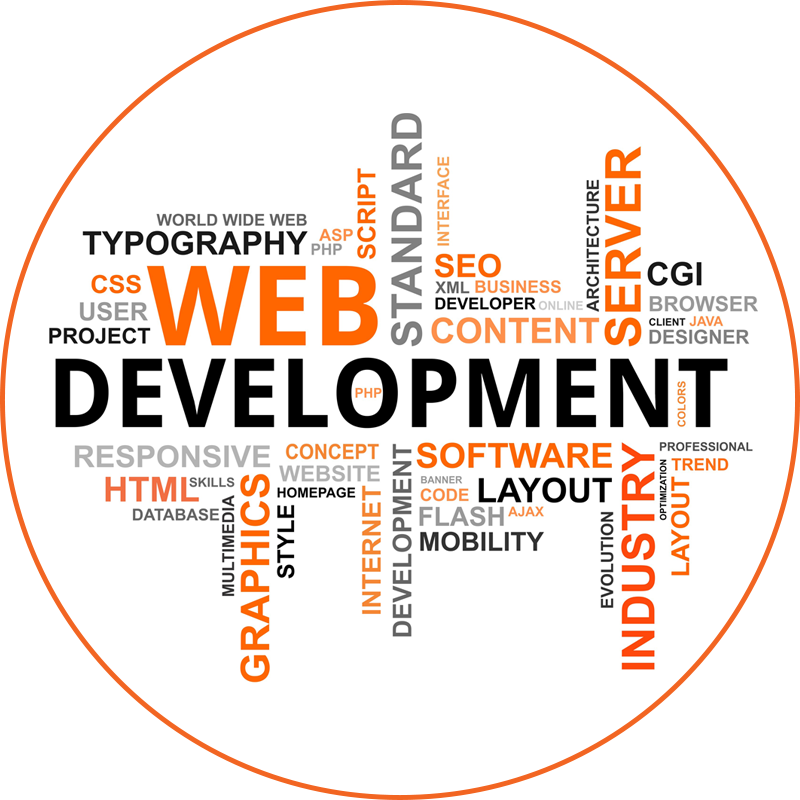 STANDARD
SCRIPT
INTERFACE
SERVER
ARCHITECTURE
WORLD WIDE WEB
TYPOGRAPHY
ASP
PHP
CSS
WEB
SEO
CGI
XML BUSINESS
USER
DEVELOPER ONLINE
BROWSER
PROJECT
CONTENT
CLIENT JAVA
DESIGNER
DEVELOPMENT
PHP
COLORS
RESPONSIVE
CONCEPT
SOFTWARE
PROFESSIONAL
WEBSITE
TREND
HTML SKILLS
HOMEPAGE
BANNER
CODE
LAYOUT
DATABASE
FLASH AJAX
MOBILITY
MULTIMEDIA
GRAPHICS
STYLE
INTERNET
DEVELOPMENT
EVOLUTION
INDUSTRY
OPTIMIZATION
LAYOUT